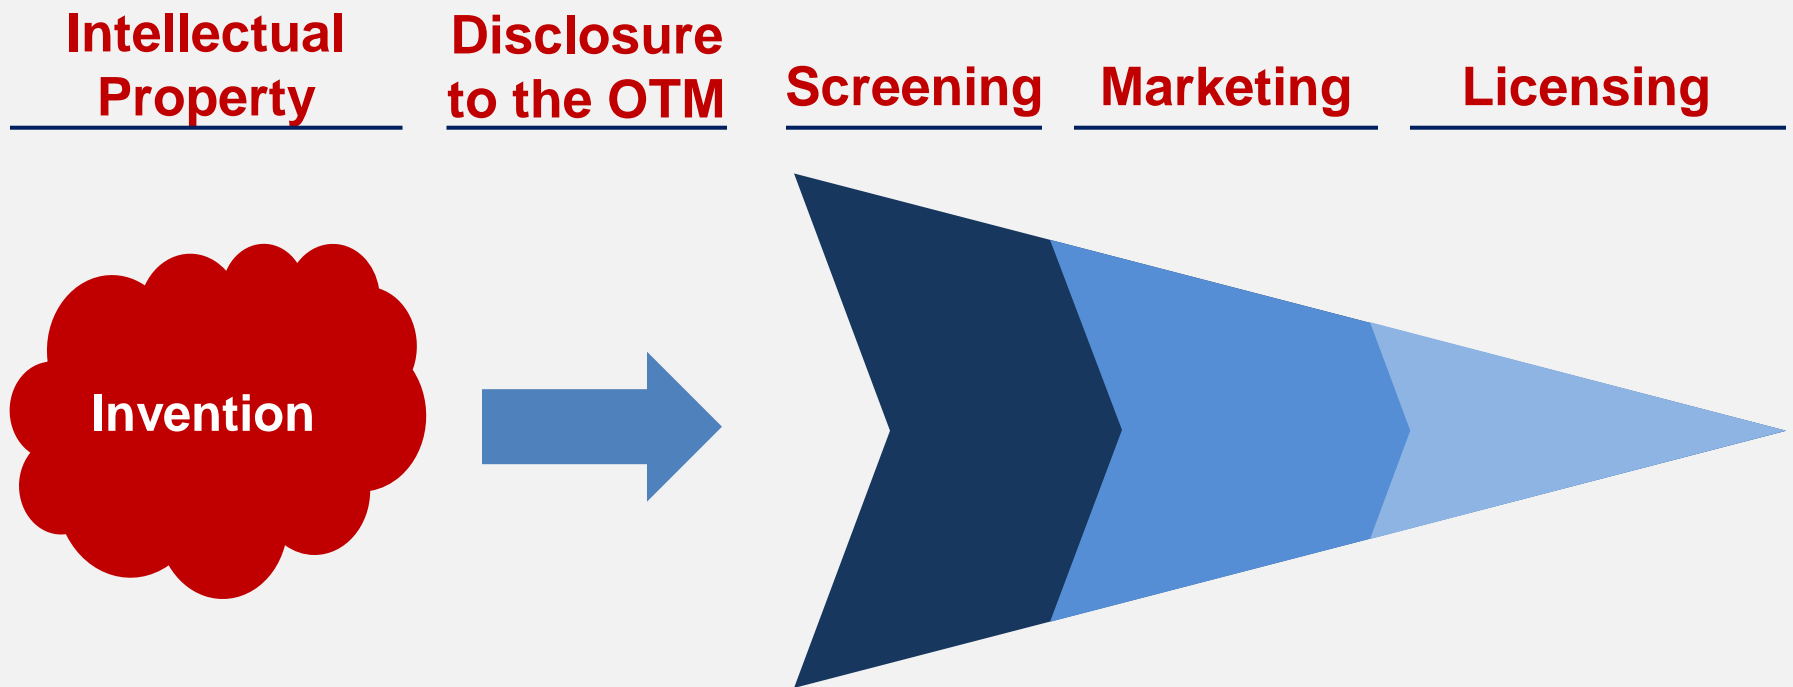 Intellectual
Property
Disclosure
to the OTM
Screening
Marketing
Licensing
Invention